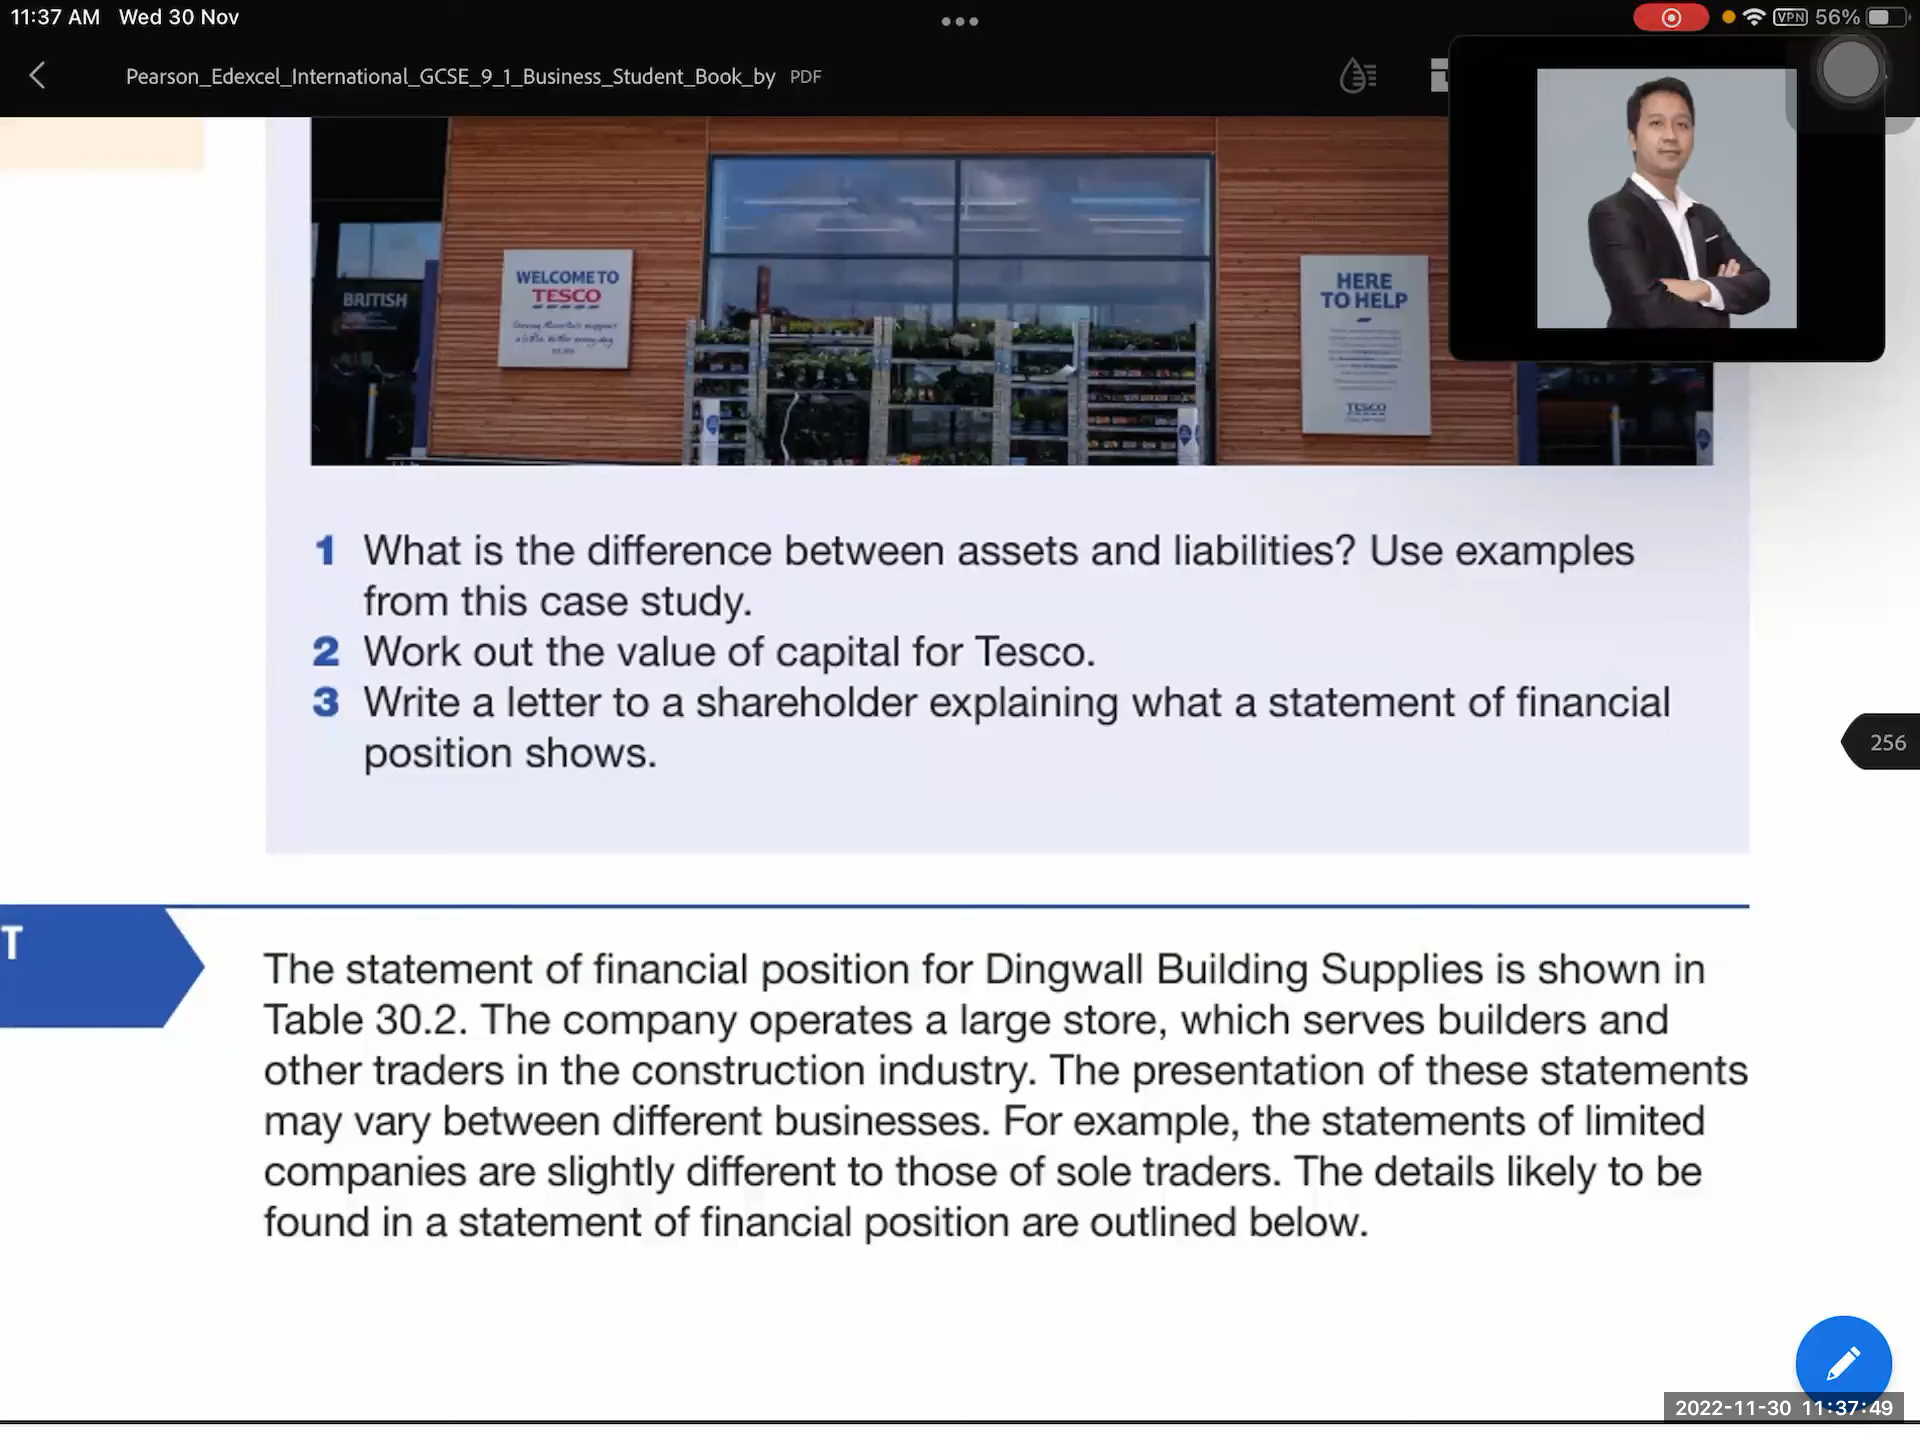 11:37 AM Wed 30 Nov
VPN 56%
Pearson_Edexcel_International_GCSE_9_1_Business_Student_Book_by PDF
BRITISH
WELCOME TO
TESCO
HERE
TO HELP
TESCO
1 What is the difference between assets and liabilities? Use examples
from this case study.
2 Work out the value of capital for Tesco.
3 Write a letter to a shareholder explaining what a statement of financial
position shows.
256
T
The statement of financial position for Dingwall Building Supplies is shown in
Table 30.2. The company operates a large store, which serves builders and
other traders in the construction industry. The presentation of these statements
may vary between different businesses. For example, the statements of limited
companies are slightly different to those of sole traders. The details likely to be
found in a statement of financial position are outlined below.
2022-11-30 11:37:49